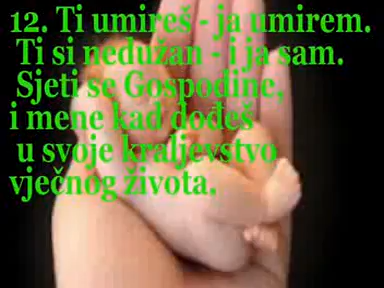 12. Ti umireš - ja umirem.
Ti si nedužan - i ja sam.
Sjeti se Gospodine,
i mene kad dođeš
u svoje kraljevstvo
vječnog života.